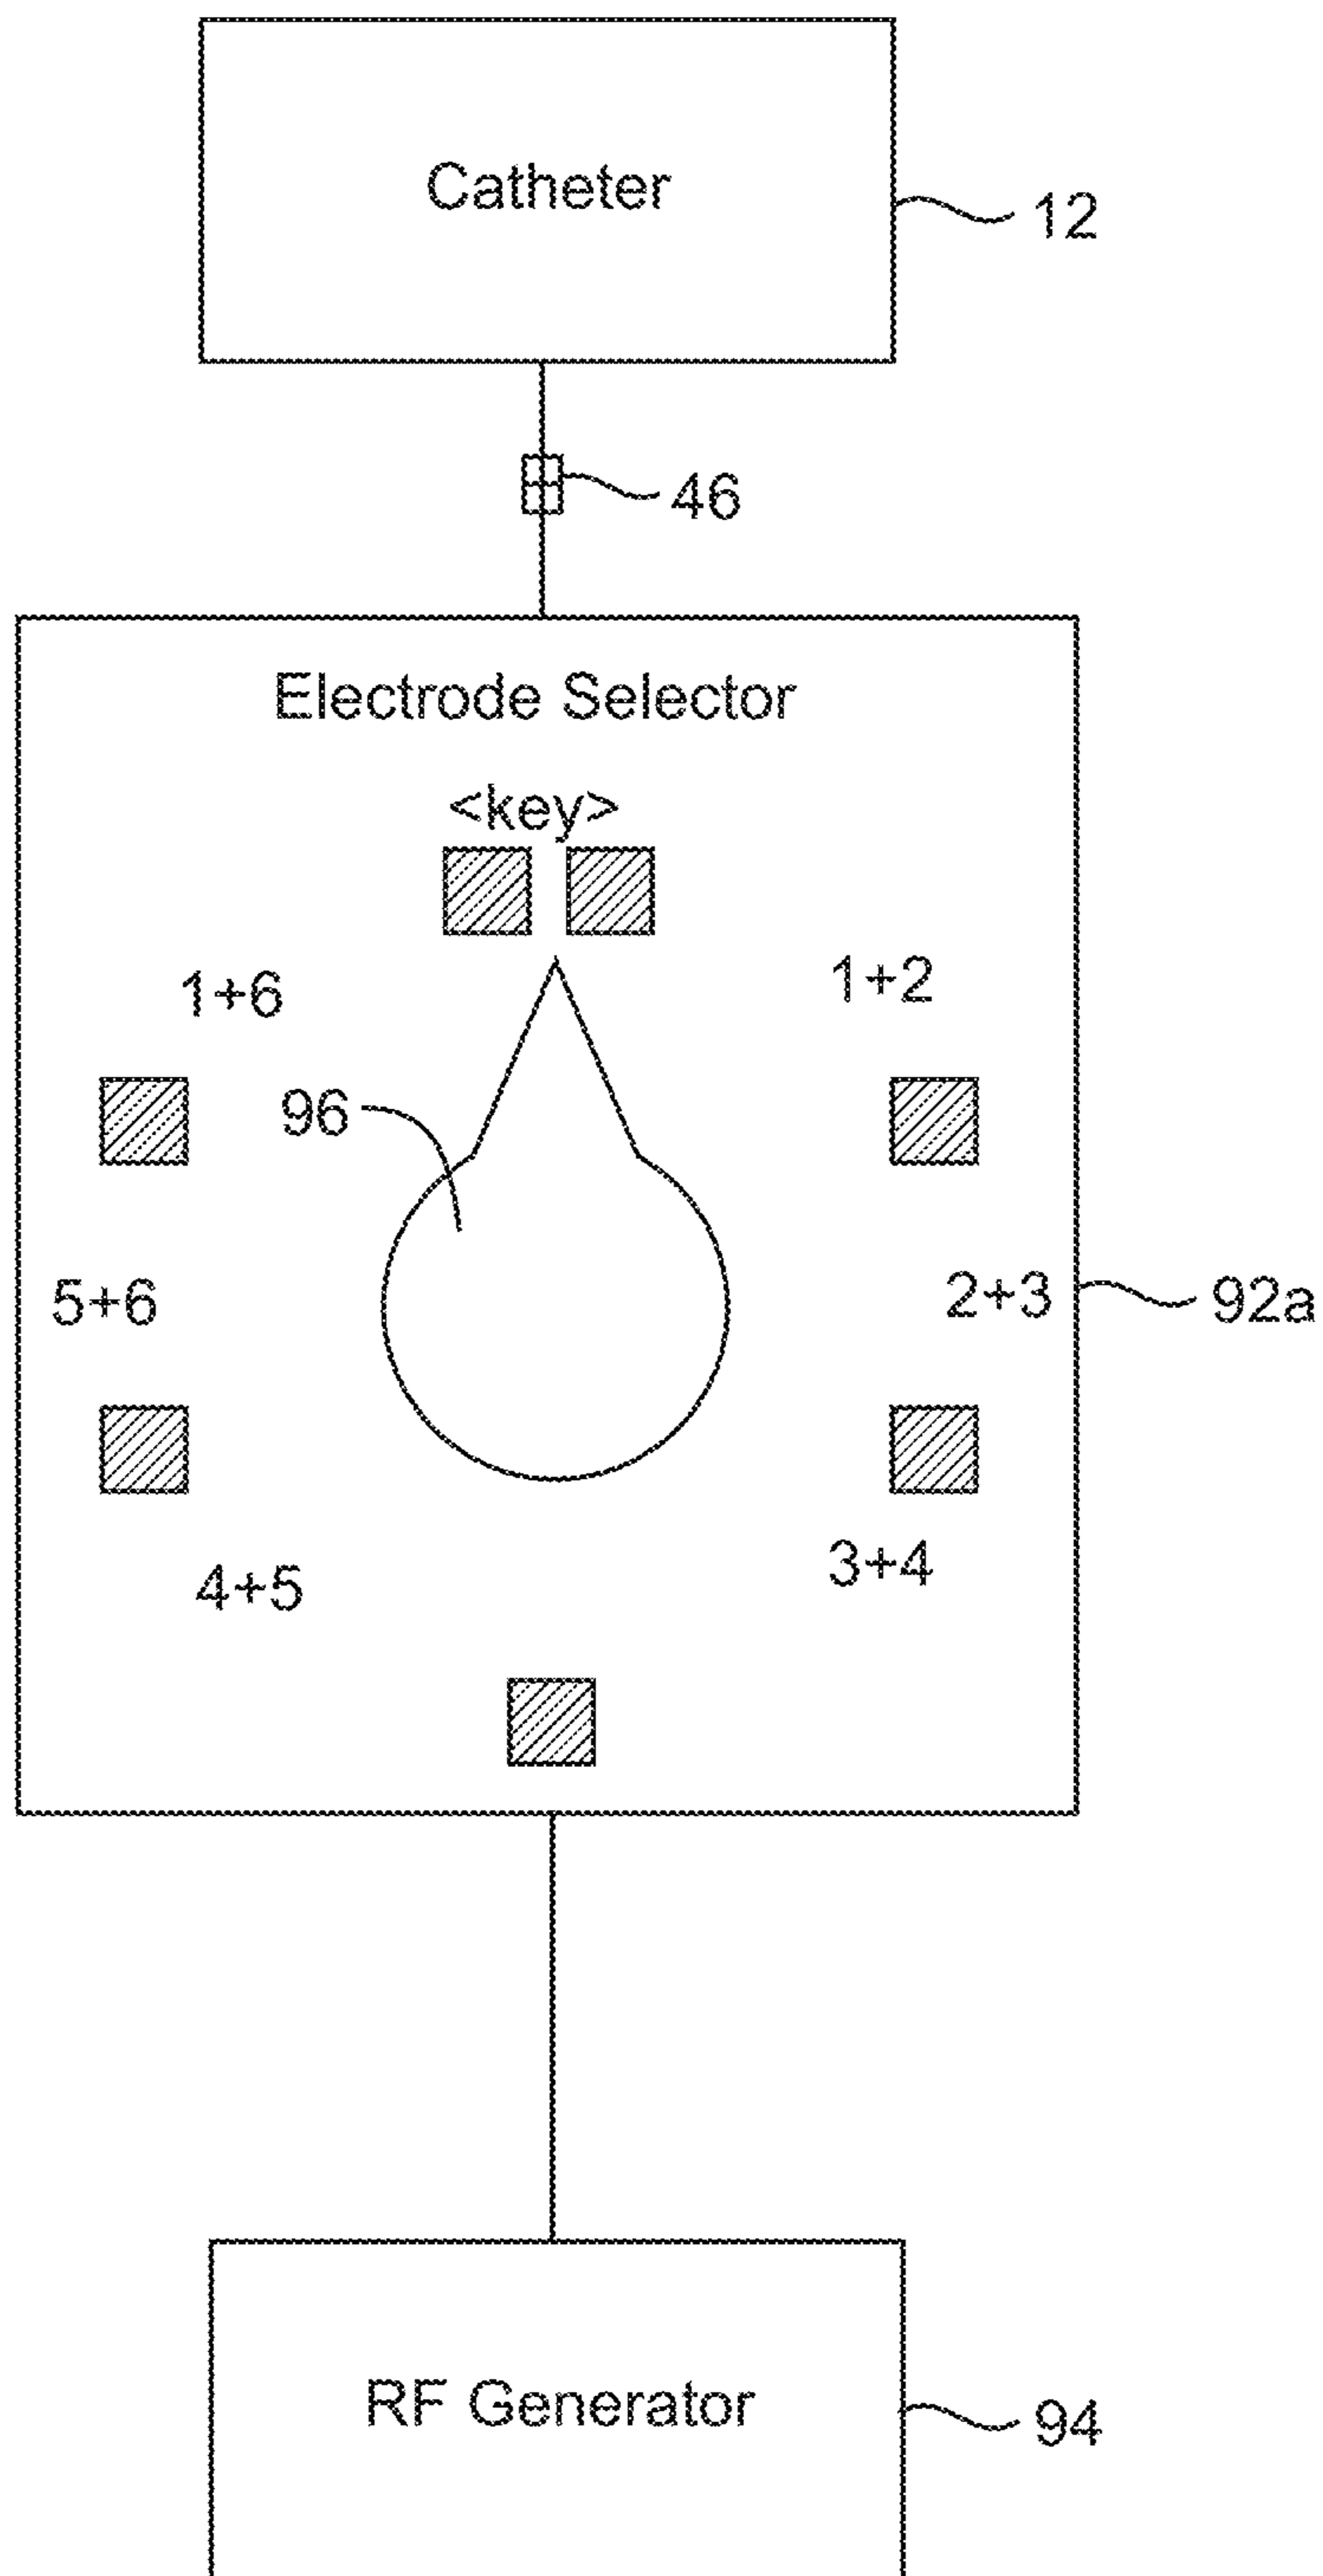 Catheter
12
46
Electrode Selector
<key>
1+6
1+2
96
5+6
2+3
92a
4+5
3+4
RF Generator
94